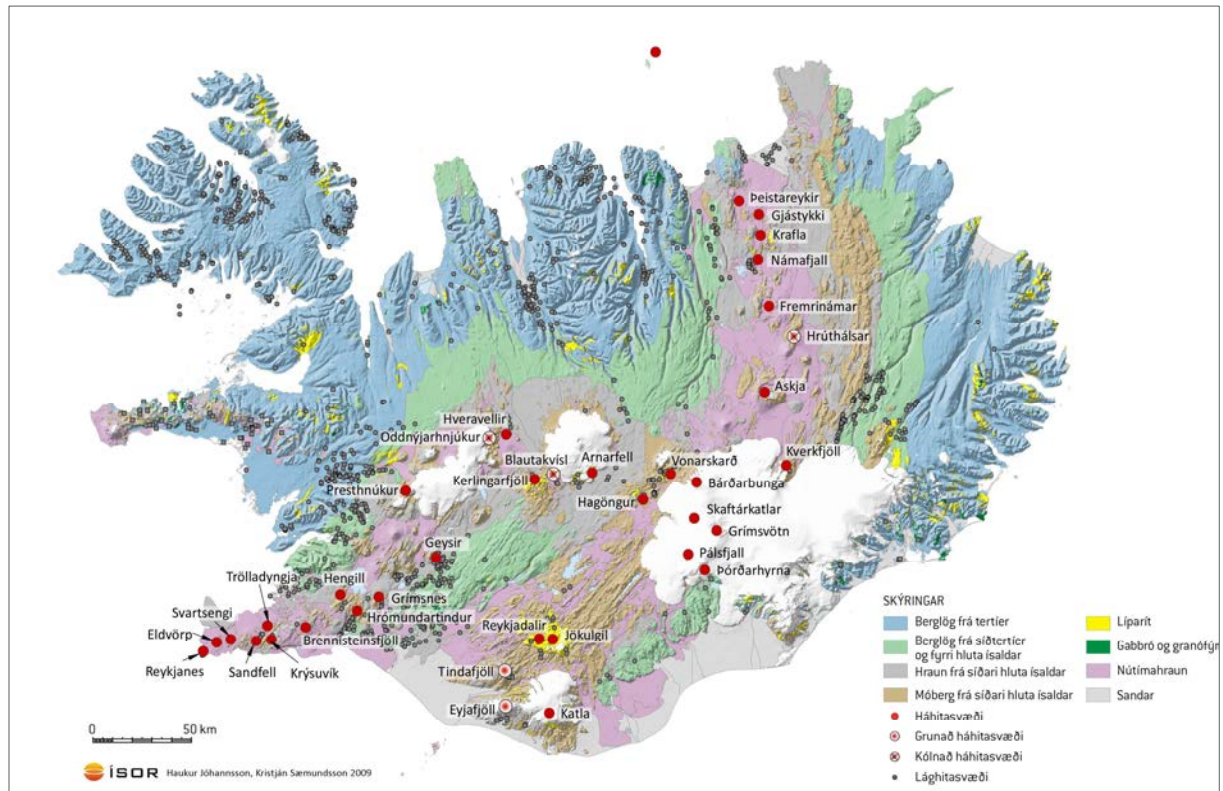 Þeistareykir
Gjástykki
Krafla
Námafjall
Fremrinámar
Hrúthálsar
Askja
Hveravellir
Oddnýjarhnjúkur
Blautakvísl
Arnarfell
Vonarskarð
Kverkfjöll
Kerlingarfjöll
Bárðarbunga
Presthnúkur
Hagöngur
Skaftárkatlar
Grímsvötn
Geysir
Pálsfjall
Þórðarhyrna
Trölladyngja
Hengill
Grímsnes
Svartsengi
Hrómundartindur
Eldvörp
Reykjadalir
Jökulgil
Brennisteinsfjöll
Reykjanes
Sandfell
Krýsuvík
Tindafjöll
Eyjafjöll
Katla
SKÝRINGAR
Berglög frá tertíer
Berglög frá síðtertíer
og fyrri hluta ísaldar
Hraun frá síðari hluta ísaldar
Móberg frá síðari hluta ísaldar
Háhitasvæði
Grunað háhitasvæði
Kólnað háhitasvæði
Lághitasvæði
Líparít
Gabbró og granófýr
Nútímahraun
Sandar
0 50 km
ÍSOR Haukur Jóhannsson, Kristján Sæmundsson 2009